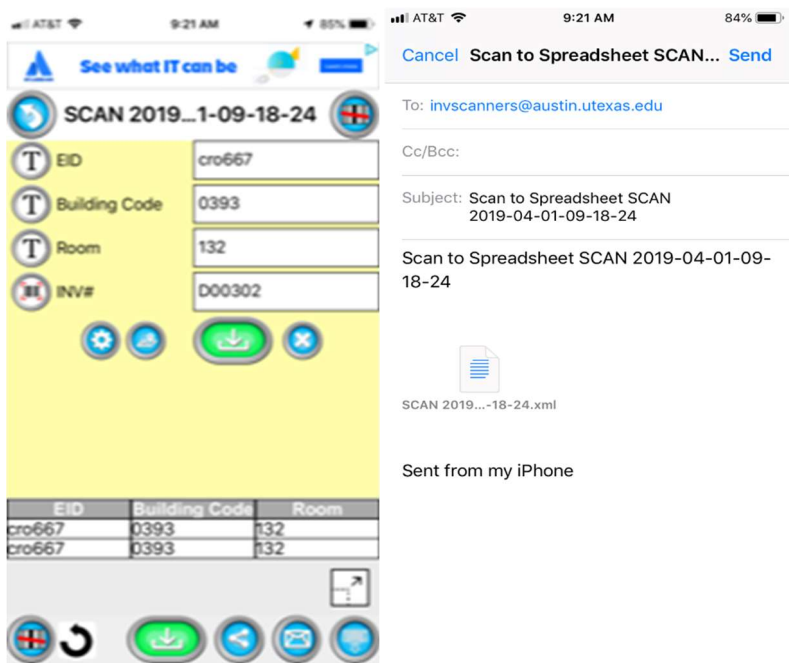 AT&T
9:21 AM
85%
See what IT can be
SCAN 2019...1-09-18-24
T EID
cro667
T Building Code
0393
T Room
132
INV#
D00302
EID Building Code Room
cro667 0393 132
cro667 0393 132
AT&T
9:21 AM
84%
Cancel Scan to Spreadsheet SCAN... Send
To: invscanners@austin.utexas.edu
Cc/Bcc:
Subject: Scan to Spreadsheet SCAN
2019-04-01-09-18-24
Scan to Spreadsheet SCAN 2019-04-01-09-
18-24
SCAN 2019...-18-24.xml
Sent from my iPhone